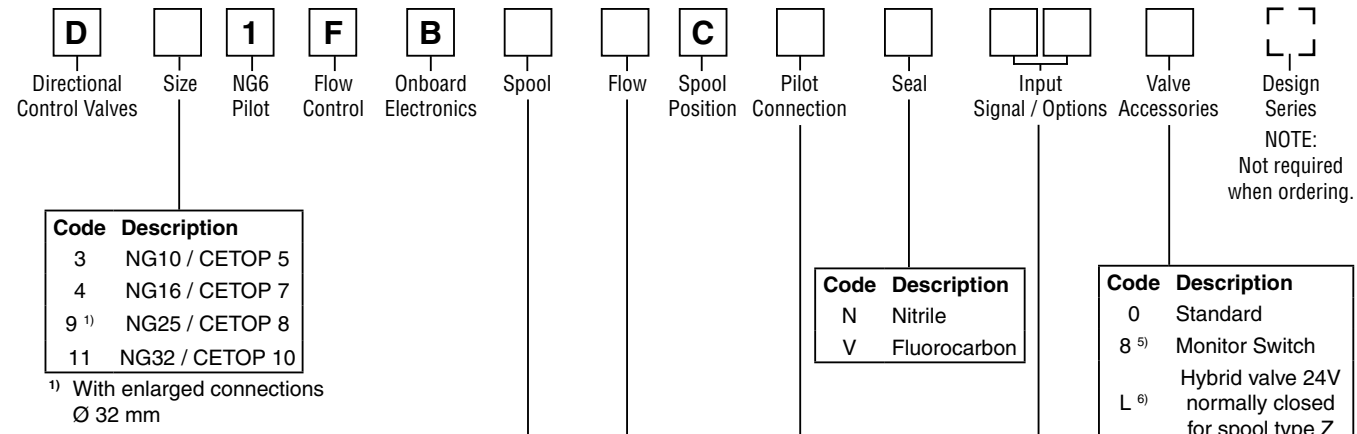 D 1 F B C
Directional Control Valves
Size
NG6 Pilot
Flow Control
Onboard Electronics
Spool
Flow
Spool Position
Pilot Connection
Seal
Input Signal / Options
Valve Accessories
Design Series
NOTE:
Not required
when ordering.
Code Description
3 NG10 / CETOP 5
4 NG16 / CETOP 7
9 1) NG25 / CETOP 8
11 NG32 / CETOP 10
1) With enlarged connections
Ø 32 mm
Code Description
N Nitrile
V Fluorocarbon
Code Description
0 Standard
8 5) Monitor Switch
L 6) Hybrid valve 24V
normally closed
for spool type Z